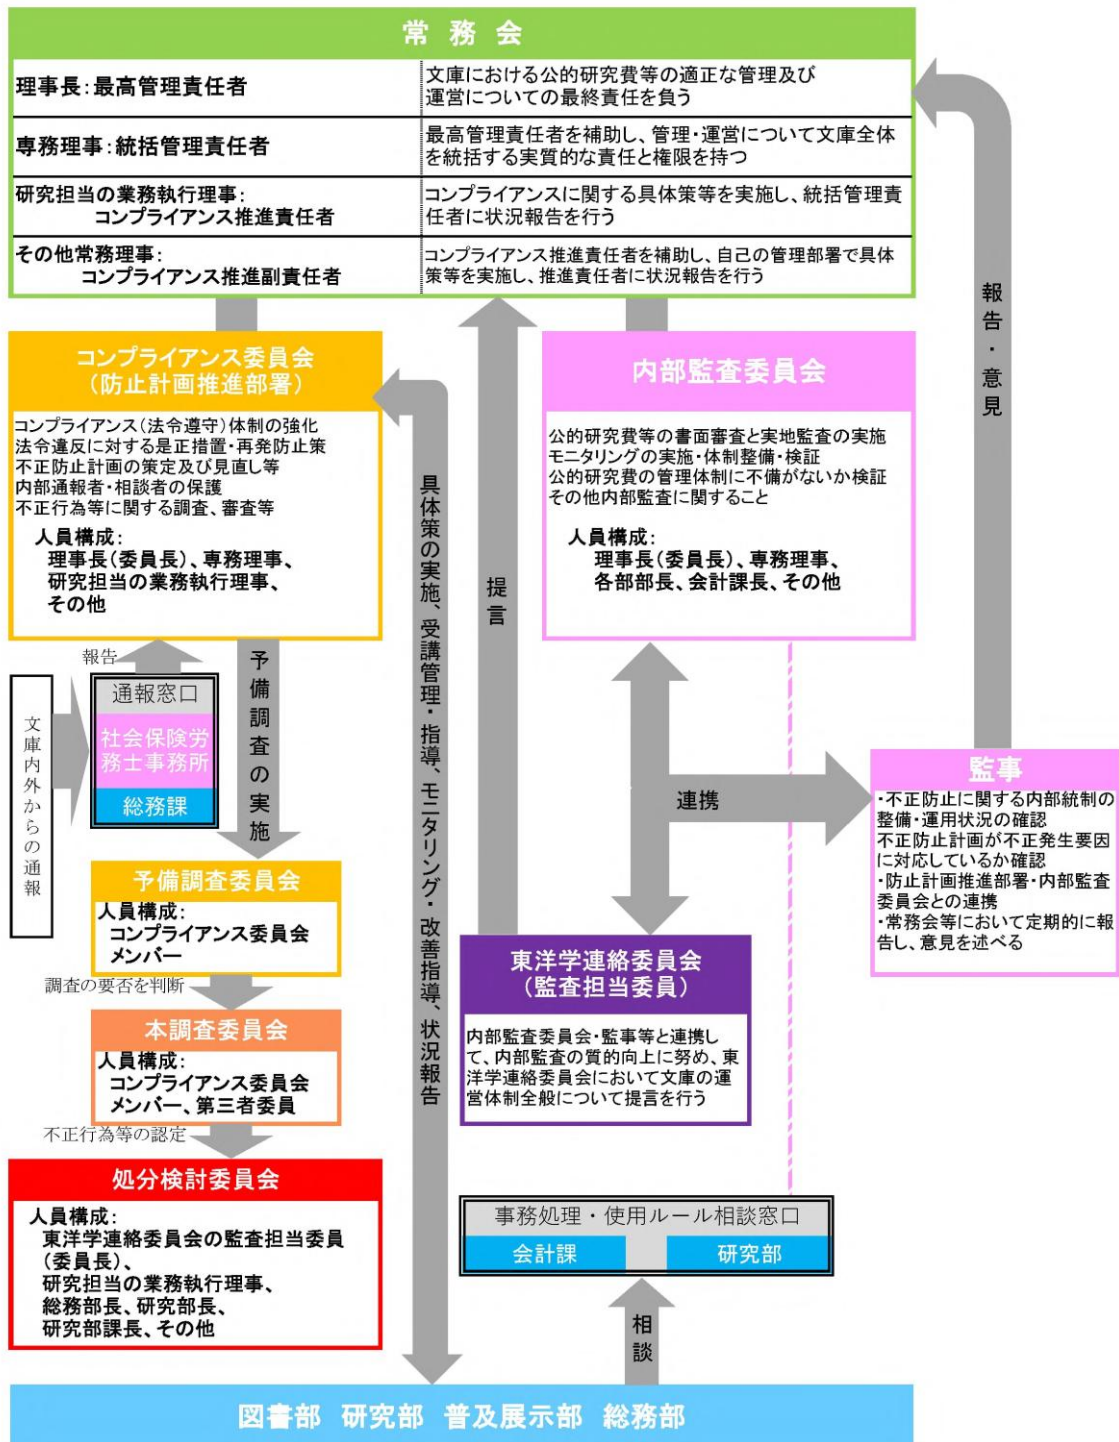 常務会
理事長：最高管理責任者
文庫における公的研究費等の適正な管理及び
運営についての最終責任を負う
専務理事：統括管理責任者
最高管理責任者を補助し、管理・運営について文庫全体
を統括する実質的な責任と権限を持つ
研究担当の業務執行理事：
コンプライアンス推進責任者
コンプライアンスに関する具体策等を実施し、統括管理責
任者に状況報告を行う
その他常務理事：
コンプライアンス推進副責任者
コンプライアンス推進責任者を補助し、自己の管理部署で具体
策等を実施し、推進責任者に状況報告を行う
報告・意見
コンプライアンス委員会
（防止計画推進部署）
コンプライアンス（法令遵守）体制の強化
法令違反に対する是正措置・再発防止策
不正防止計画の策定及び見直し等
内部通報者・相談者の保護
不正行為等に関する調査、審査等
人員構成：
理事長（委員長）、専務理事、
研究担当の業務執行理事、
その他
具体策の実施、受講管理・指導、モニタリング・改善指導、状況報告
提言
内部監査委員会
公的研究費等の書面審査と実地監査の実施
モニタリングの実施・体制整備・検証
公的研究費の管理体制に不備がないか検証
その他内部監査に関すること
人員構成：
理事長（委員長）、専務理事、
各部部長、会計課長、その他
報告
通報窓口
社会保険労
務士事務所
総務課
文庫内外からの通報
予備調査の実施
連携
監事
・不正防止に関する内部統制の
整備・運用状況の確認
不正防止計画が不正発生要因
に対応しているか確認
・防止計画推進部署・内部監査
委員会との連携
・常務会等において定期的に報
告し、意見を述べる
予備調査委員会
人員構成：
コンプライアンス委員会
メンバー
調査の要否を判断
本調査委員会
人員構成：
コンプライアンス委員会
メンバー、第三者委員
不正行為等の認定
処分検討委員会
人員構成：
東洋学連絡委員会の監査担当委員
（委員長）、
研究担当の業務執行理事、
総務部長、研究部長、
研究部課長、その他
東洋学連絡委員会
（監査担当委員）
内部監査委員会・監事等と連携し
て、内部監査の質的向上に努め、東
洋学連絡委員会において文庫の運
営体制全般について提言を行う
事務処理・使用ルール相談窓口
会計課 研究部
相談
図書部 研究部 普及展示部 総務部